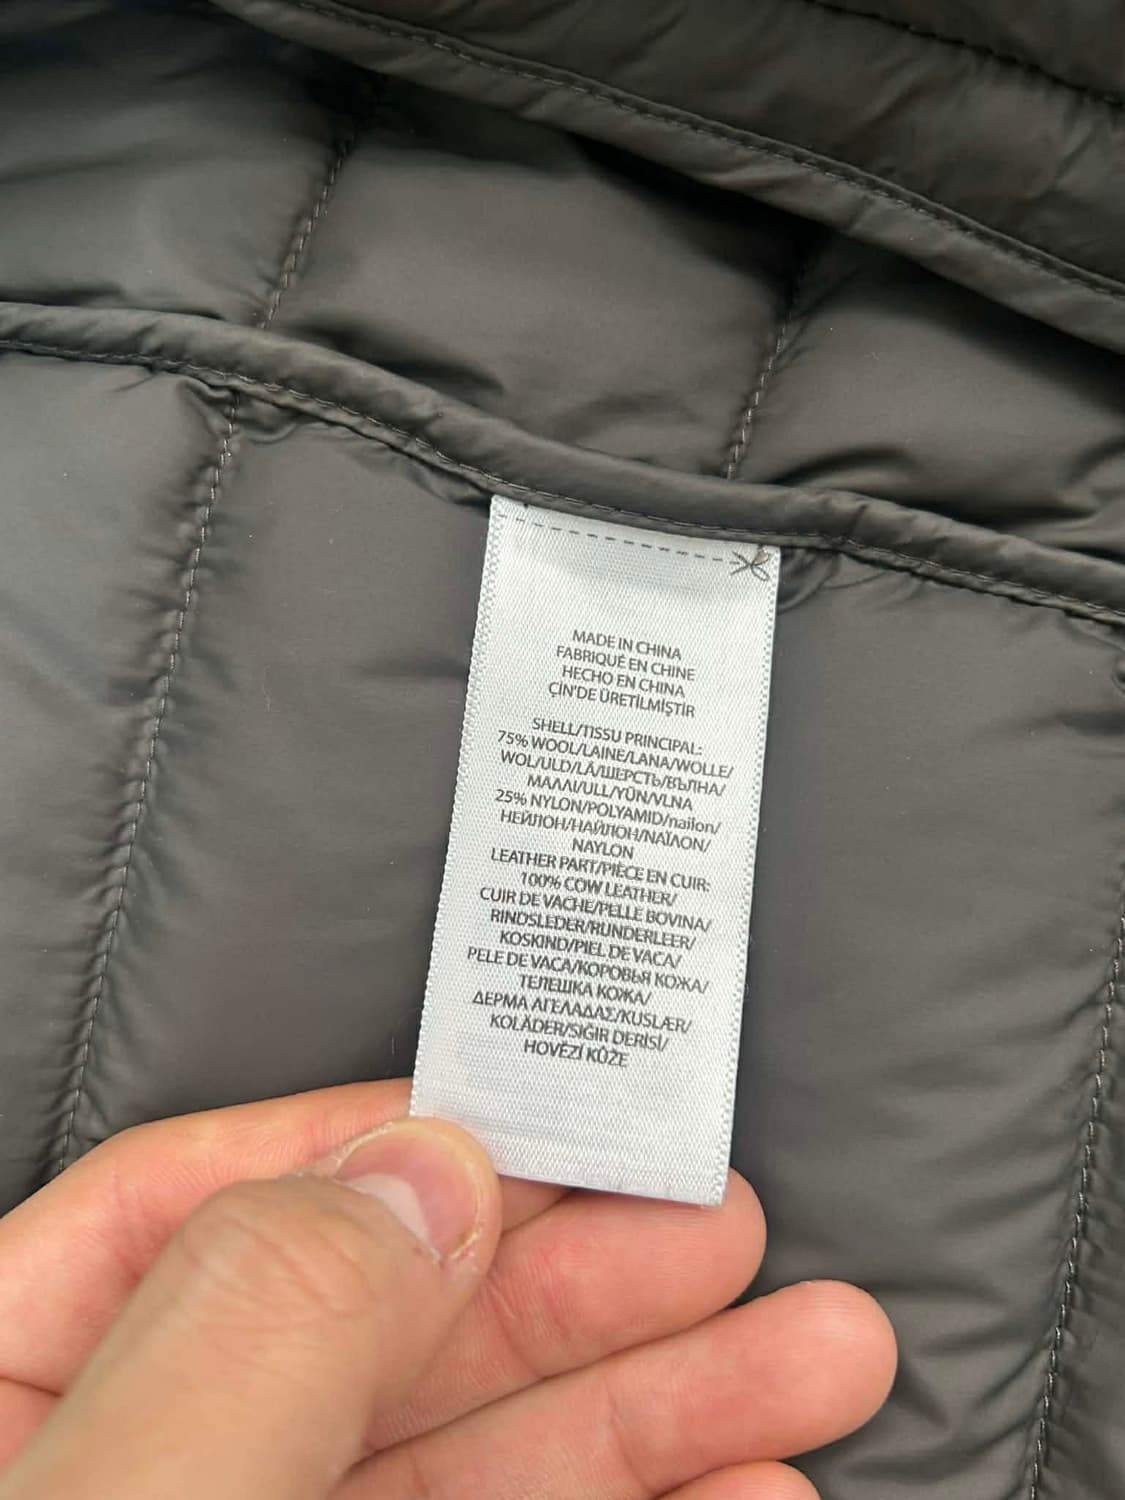 MADE IN CHINA
FABRIQUÉ EN CHINE
HECHO EN CHINA
ÇİN'DE ÜRETİLMİŞTİR
SHELL/TISSU PRINCIPAL:
75% WOOL/LAINE/LANA/WOLLE/
WOL/ULD/LÃ/ШЕРСТЬ/ВЪЛНА/
ΜΑΛΛΙ/ULL/YÜN/VLNA
25% NYLON/POLYAMID/nailon/
НЕЙЛОН/НАЙЛОН/ΝΑΪΛΟΝ/
NAYLON
LEATHER PART/PIÈCE EN CUIR:
100% COW LEATHER/
CUIR DE VACHE/PELLE BOVINA/
RINDSLEDER/RUNDERLEER/
KOSKIND/PIEL DE VACA/
PELE DE VACA/КОРОВЬЯ КОЖА/
ТЕЛЕШКА КОЖА/
ΔΕΡΜΑ ΑΓΕΛΑΔΑΣ/KUSLÆR/
KOLÄDER/SIĞIR DERİSİ/
HOVĚZÍ KŮŽE